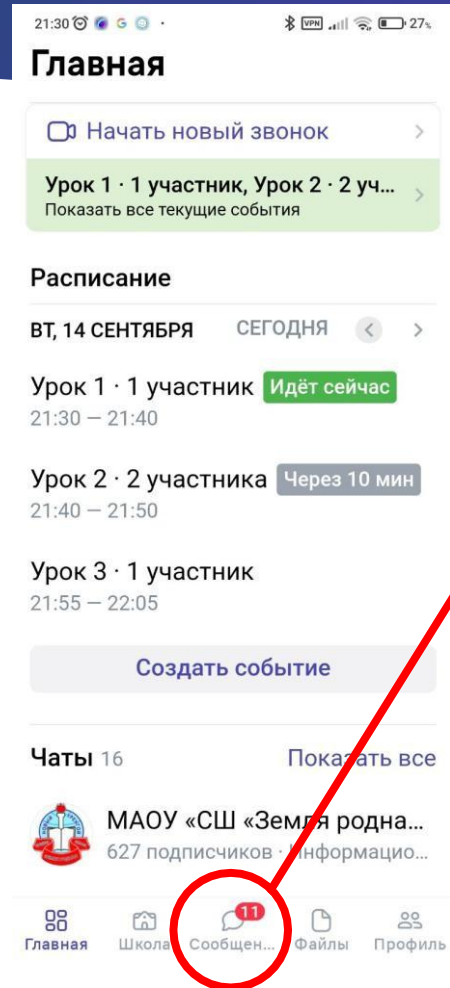 21:30
VPN
27%
Главная
Начать новый звонок
Урок 1 · 1 участник, Урок 2 · 2 уч...
Показать все текущие события
Расписание
ВТ, 14 СЕНТЯБРЯ СЕГОДНЯ
Урок 1 · 1 участник Идёт сейчас
21:30 — 21:40
Урок 2 · 2 участника Через 10 мин
21:40 — 21:50
Урок 3 · 1 участник
21:55 — 22:05
Создать событие
Чаты 16 Показать все
МАОУ «СШ «Земля родна...
627 подписчиков · Информацио...
11
Главная Школа Сообщен... Файлы Профиль